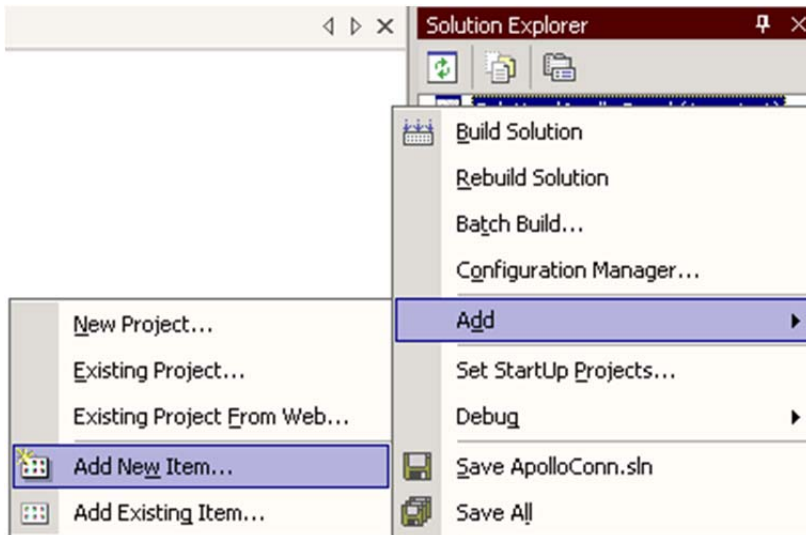 Solution Explorer
Build Solution
Rebuild Solution
Batch Build...
Configuration Manager...
Add
Set StartUp Projects...
Debug
Save ApolloConn.sln
Save All
New Project...
Existing Project...
Existing Project From Web...
Add New Item...
Add Existing Item...